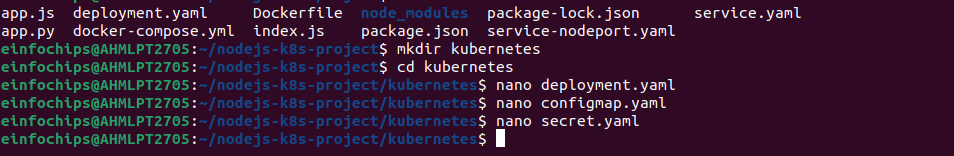 app.js deployment.yaml Dockerfile node_modules package-lock.json service.yaml
app.py docker-compose.yml index.js package.json service-nodeport.yaml
einfochips@AHMLPT2705:~/nodejs-k8s-project$ mkdir kubernetes
einfochips@AHMLPT2705:~/nodejs-k8s-project$ cd kubernetes
einfochips@AHMLPT2705:~/nodejs-k8s-project/kubernetes$ nano deployment.yaml
einfochips@AHMLPT2705:~/nodejs-k8s-project/kubernetes$ nano configmap.yaml
einfochips@AHMLPT2705:~/nodejs-k8s-project/kubernetes$ nano secret.yaml
einfochips@AHMLPT2705:~/nodejs-k8s-project/kubernetes$